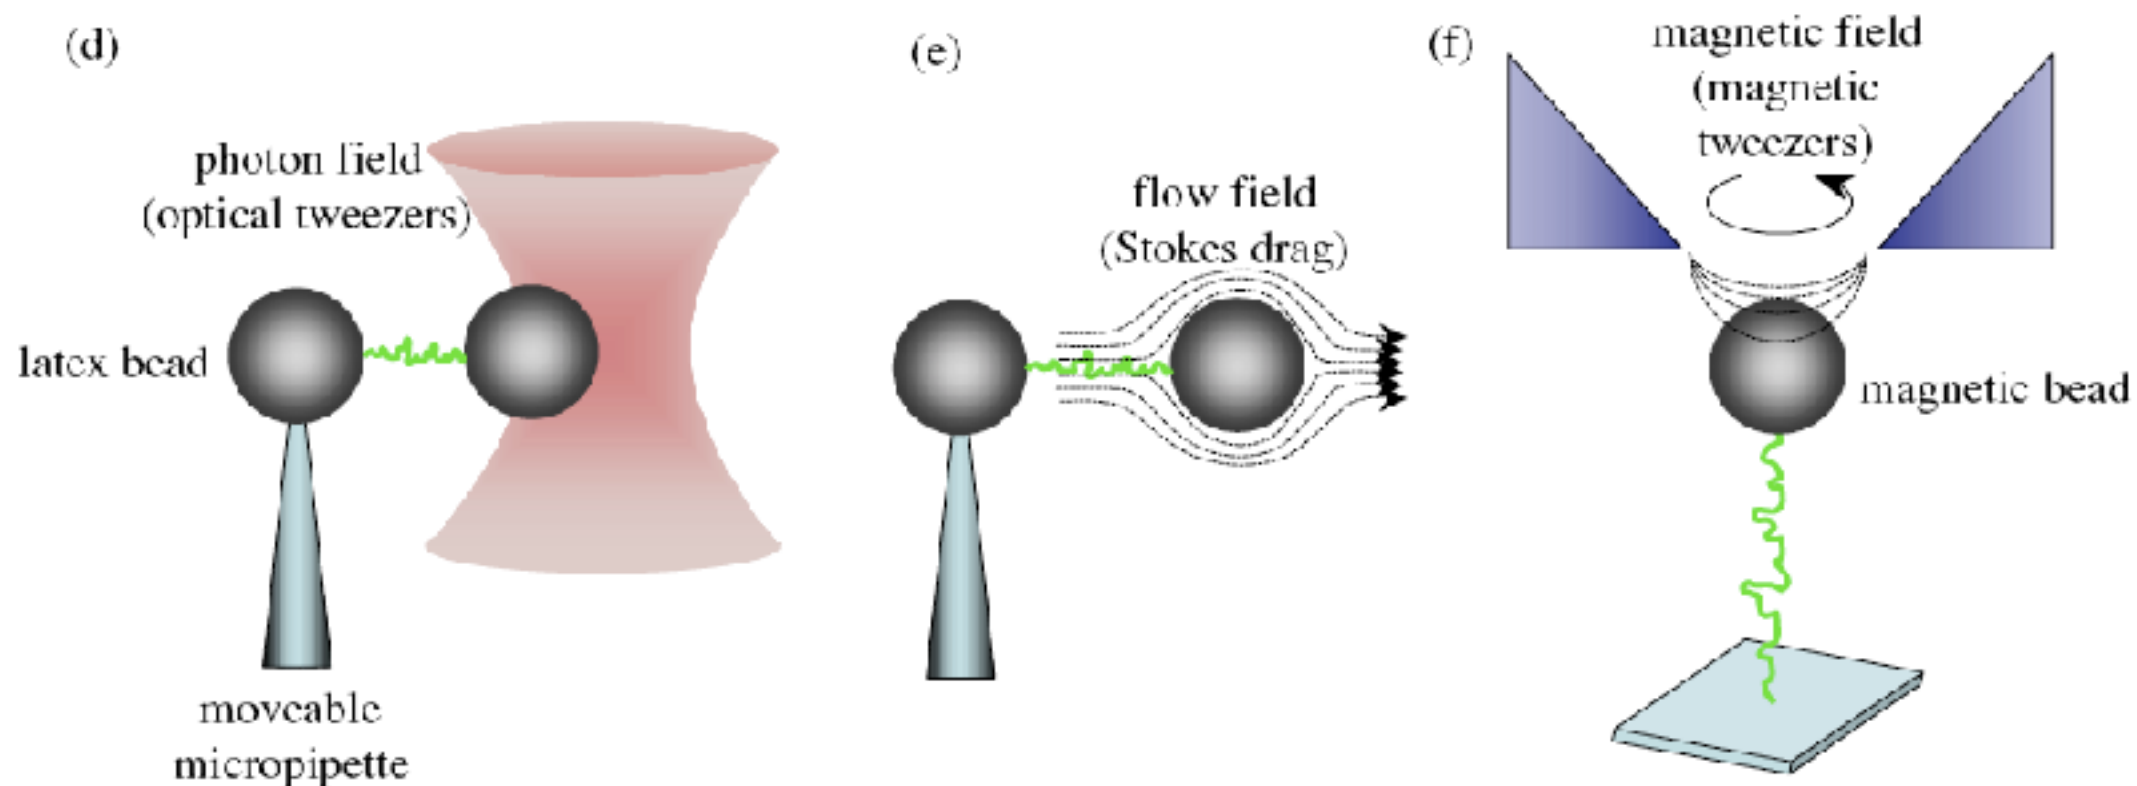 (d)
photon field
(optical tweezers)
latex bead
moveable
micropipette
(e)
flow field
(Stokes drag)
(f)
magnetic field
(magnetic
tweezers)
magnetic bead